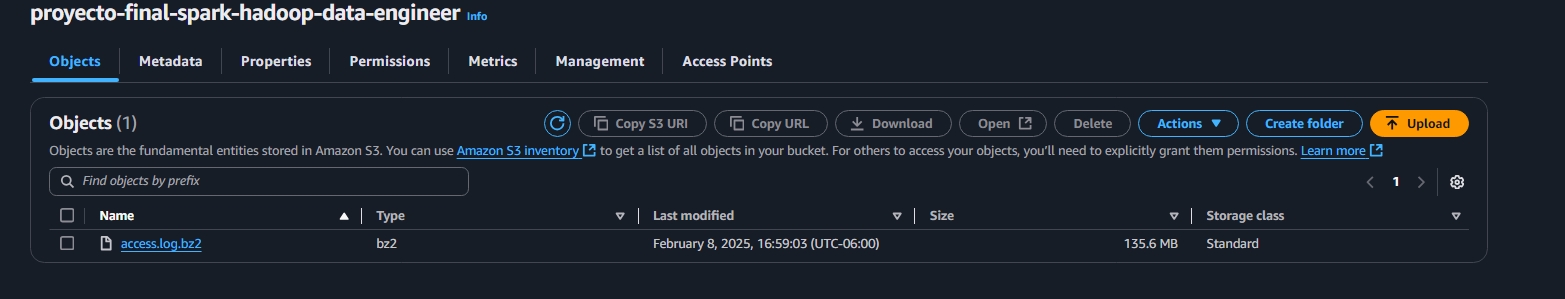 proyecto-final-spark-hadoop-data-engineer Info
Objects Metadata Properties Permissions Metrics Management Access Points
Objects (1) Copy S3 URI Copy URL Download Open Delete Actions Create folder Upload
Objects are the fundamental entities stored in Amazon S3. You can use Amazon S3 inventory to get a list of all objects in your bucket. For others to access your objects, you'll need to explicitly grant them permissions. Learn more
Find objects by prefix 1
Name Type Last modified Size Storage class
access.log.bz2 bz2 February 8, 2025, 16:59:03 (UTC-06:00) 135.6 MB Standard